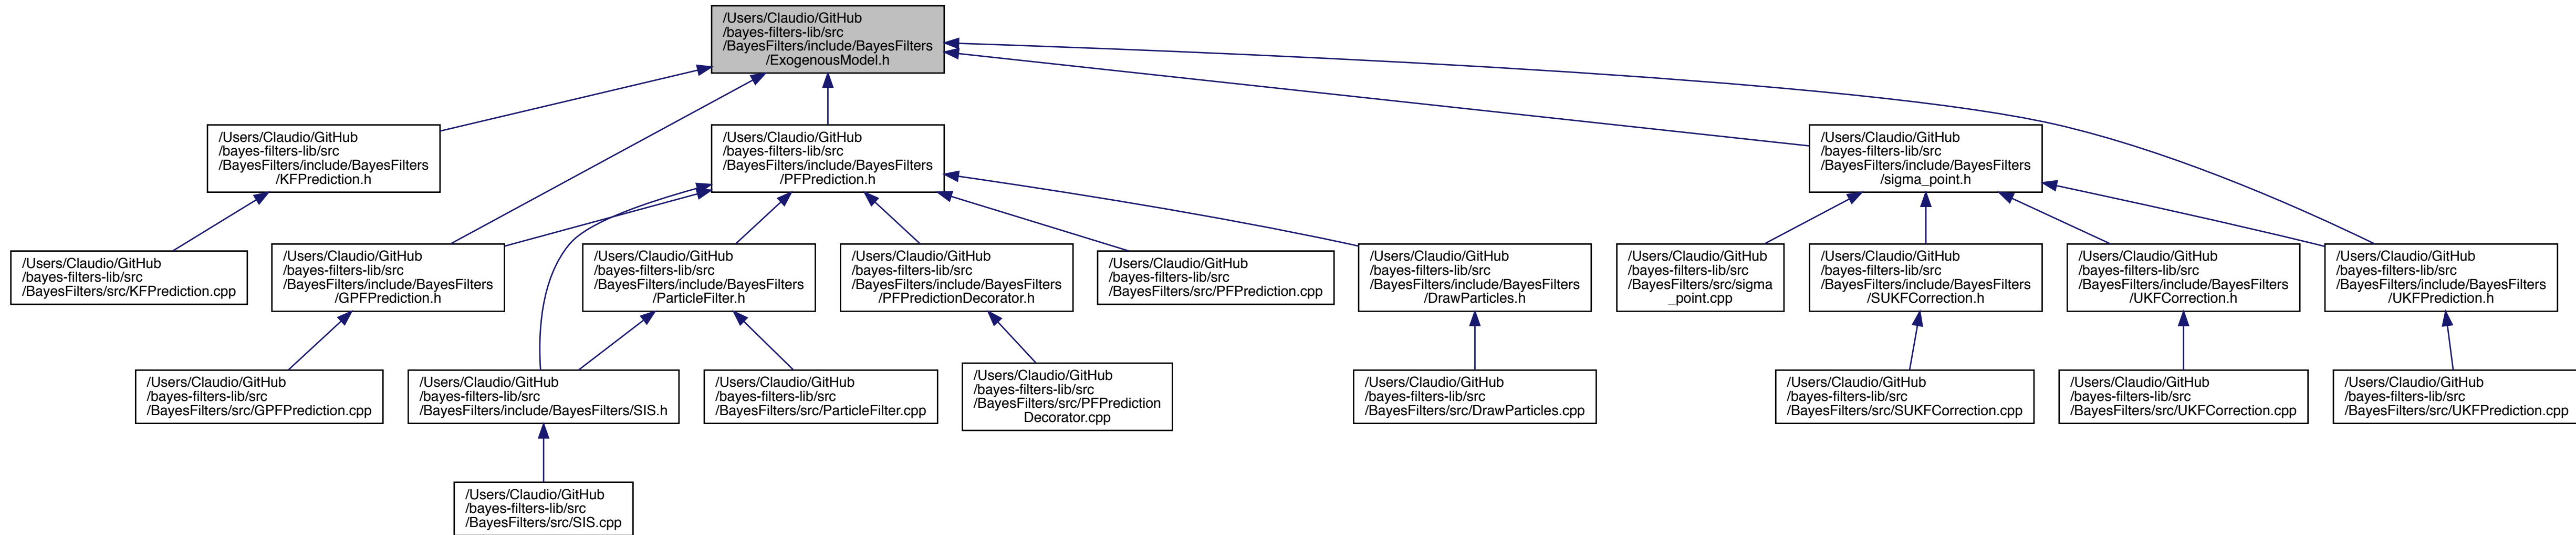 /Users/Claudio/GitHub
/bayes-filters-lib/src
/BayesFilters/include/BayesFilters
/ExogenousModel.h
/Users/Claudio/GitHub
/bayes-filters-lib/src
/BayesFilters/include/BayesFilters
/KFPrediction.h
/Users/Claudio/GitHub
/bayes-filters-lib/src
/BayesFilters/include/BayesFilters
/PFPrediction.h
/Users/Claudio/GitHub
/bayes-filters-lib/src
/BayesFilters/include/BayesFilters
/sigma_point.h
/Users/Claudio/GitHub
/bayes-filters-lib/src
/BayesFilters/src/KFPrediction.cpp
/Users/Claudio/GitHub
/bayes-filters-lib/src
/BayesFilters/include/BayesFilters
/GPFPrediction.h
/Users/Claudio/GitHub
/bayes-filters-lib/src
/BayesFilters/include/BayesFilters
/ParticleFilter.h
/Users/Claudio/GitHub
/bayes-filters-lib/src
/BayesFilters/include/BayesFilters
/PFPredictionDecorator.h
/Users/Claudio/GitHub
/bayes-filters-lib/src
/BayesFilters/src/PFPrediction.cpp
/Users/Claudio/GitHub
/bayes-filters-lib/src
/BayesFilters/include/BayesFilters
/DrawParticles.h
/Users/Claudio/GitHub
/bayes-filters-lib/src
/BayesFilters/src/sigma
_point.cpp
/Users/Claudio/GitHub
/bayes-filters-lib/src
/BayesFilters/include/BayesFilters
/SUKFCorrection.h
/Users/Claudio/GitHub
/bayes-filters-lib/src
/BayesFilters/include/BayesFilters
/UKFCorrection.h
/Users/Claudio/GitHub
/bayes-filters-lib/src
/BayesFilters/include/BayesFilters
/UKFPrediction.h
/Users/Claudio/GitHub
/bayes-filters-lib/src
/BayesFilters/src/GPFPrediction.cpp
/Users/Claudio/GitHub
/bayes-filters-lib/src
/BayesFilters/include/BayesFilters/SIS.h
/Users/Claudio/GitHub
/bayes-filters-lib/src
/BayesFilters/src/ParticleFilter.cpp
/Users/Claudio/GitHub
/bayes-filters-lib/src
/BayesFilters/src/PFPrediction
Decorator.cpp
/Users/Claudio/GitHub
/bayes-filters-lib/src
/BayesFilters/src/DrawParticles.cpp
/Users/Claudio/GitHub
/bayes-filters-lib/src
/BayesFilters/src/SUKFCorrection.cpp
/Users/Claudio/GitHub
/bayes-filters-lib/src
/BayesFilters/src/UKFCorrection.cpp
/Users/Claudio/GitHub
/bayes-filters-lib/src
/BayesFilters/src/UKFPrediction.cpp
/Users/Claudio/GitHub
/bayes-filters-lib/src
/BayesFilters/src/SIS.cpp